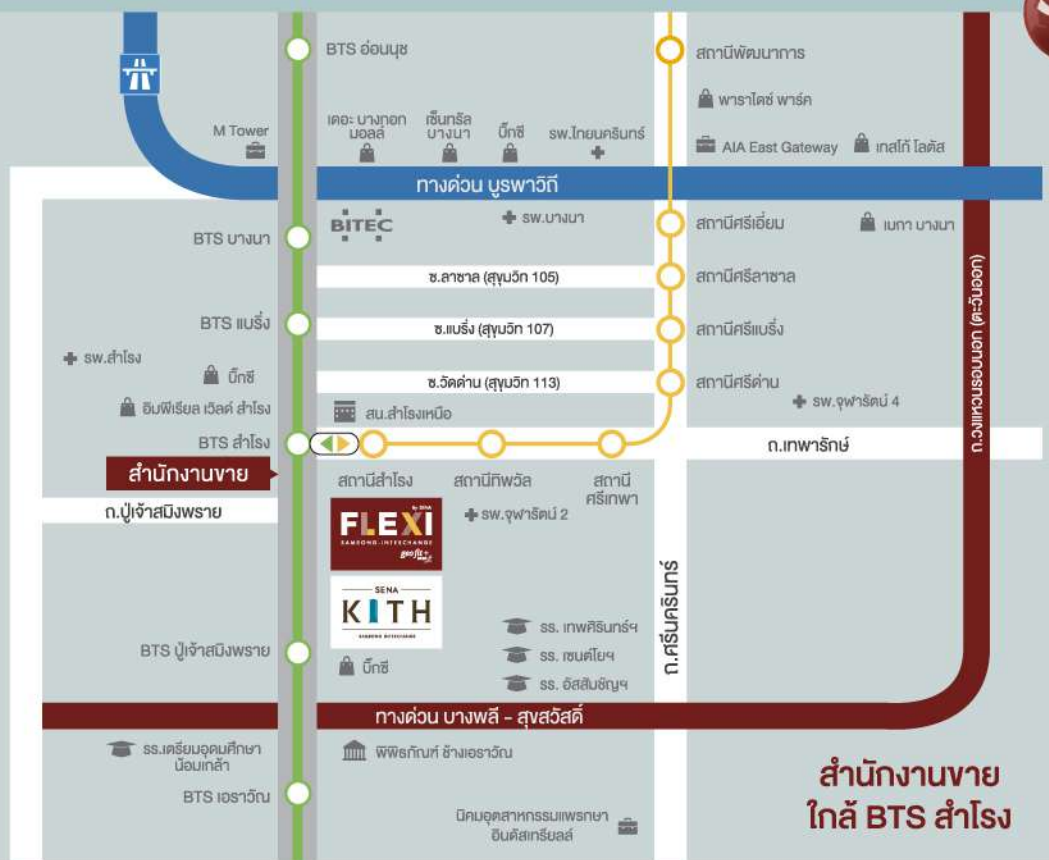 BTS อ่อนนุช
สถานีพัฒนาการ
พาราไดซ์ พาร์ค
M Tower
เดอะ บางกอก
มอลล์
เซ็นทรัล
บางนา
บิ๊กซี
รพ.ไทยนครินทร์
AIA East Gateway
เทสโก้ โลตัส
ทางด่วน บูรพาวิถี
BITEC
รพ.บางนา
สถานีศรีเอี่ยม
เมกา บางนา
BTS บางนา
ซ.ลาซาล (สุขุมวิท 105)
สถานีศรีลาซาล
ถ.วงแหวนรอบนอก (ตะวันออก)
BTS แบริ่ง
ซ.แบริ่ง (สุขุมวิท 107)
สถานีศรีแบริ่ง
รพ.สำโรง
บิ๊กซี
ซ.วัดด่าน (สุขุมวิท 113)
สถานีศรีด่าน
รพ.จุฬารัตน์ 4
อิมพีเรียล เวิลด์ สำโรง
สน.สำโรงเหนือ
BTS สำโรง
ถ.เทพารักษ์
สำนักงานขาย
สถานีสำโรง
สถานีทิพวัล
สถานี
ศรีเทพา
ถ.ปู่เจ้าสมิงพราย
by SENA
FLEXI
SAMRONG-INTERCHANGE
geo fit+
รพ.จุฬารัตน์ 2
ถ.ศรีนครินทร์
SENA
KITH
SAMRONG INTERCHANGE
รร. เทพศิรินทร์ฯ
BTS ปู่เจ้าสมิงพราย
รร. เซนต์โยฯ
บิ๊กซี
รร. อัสสัมชัญฯ
ทางด่วน บางพลี - สุขสวัสดิ์
รร.เตรียมอุดมศึกษา
น้อมเกล้า
พิพิธภัณฑ์ ช้างเอราวัณ
BTS เอราวัณ
นิคมอุตสาหกรรมแพรกษา
อินดัสเทรียลล์
สำนักงานขาย
ใกล้ BTS สำโรง